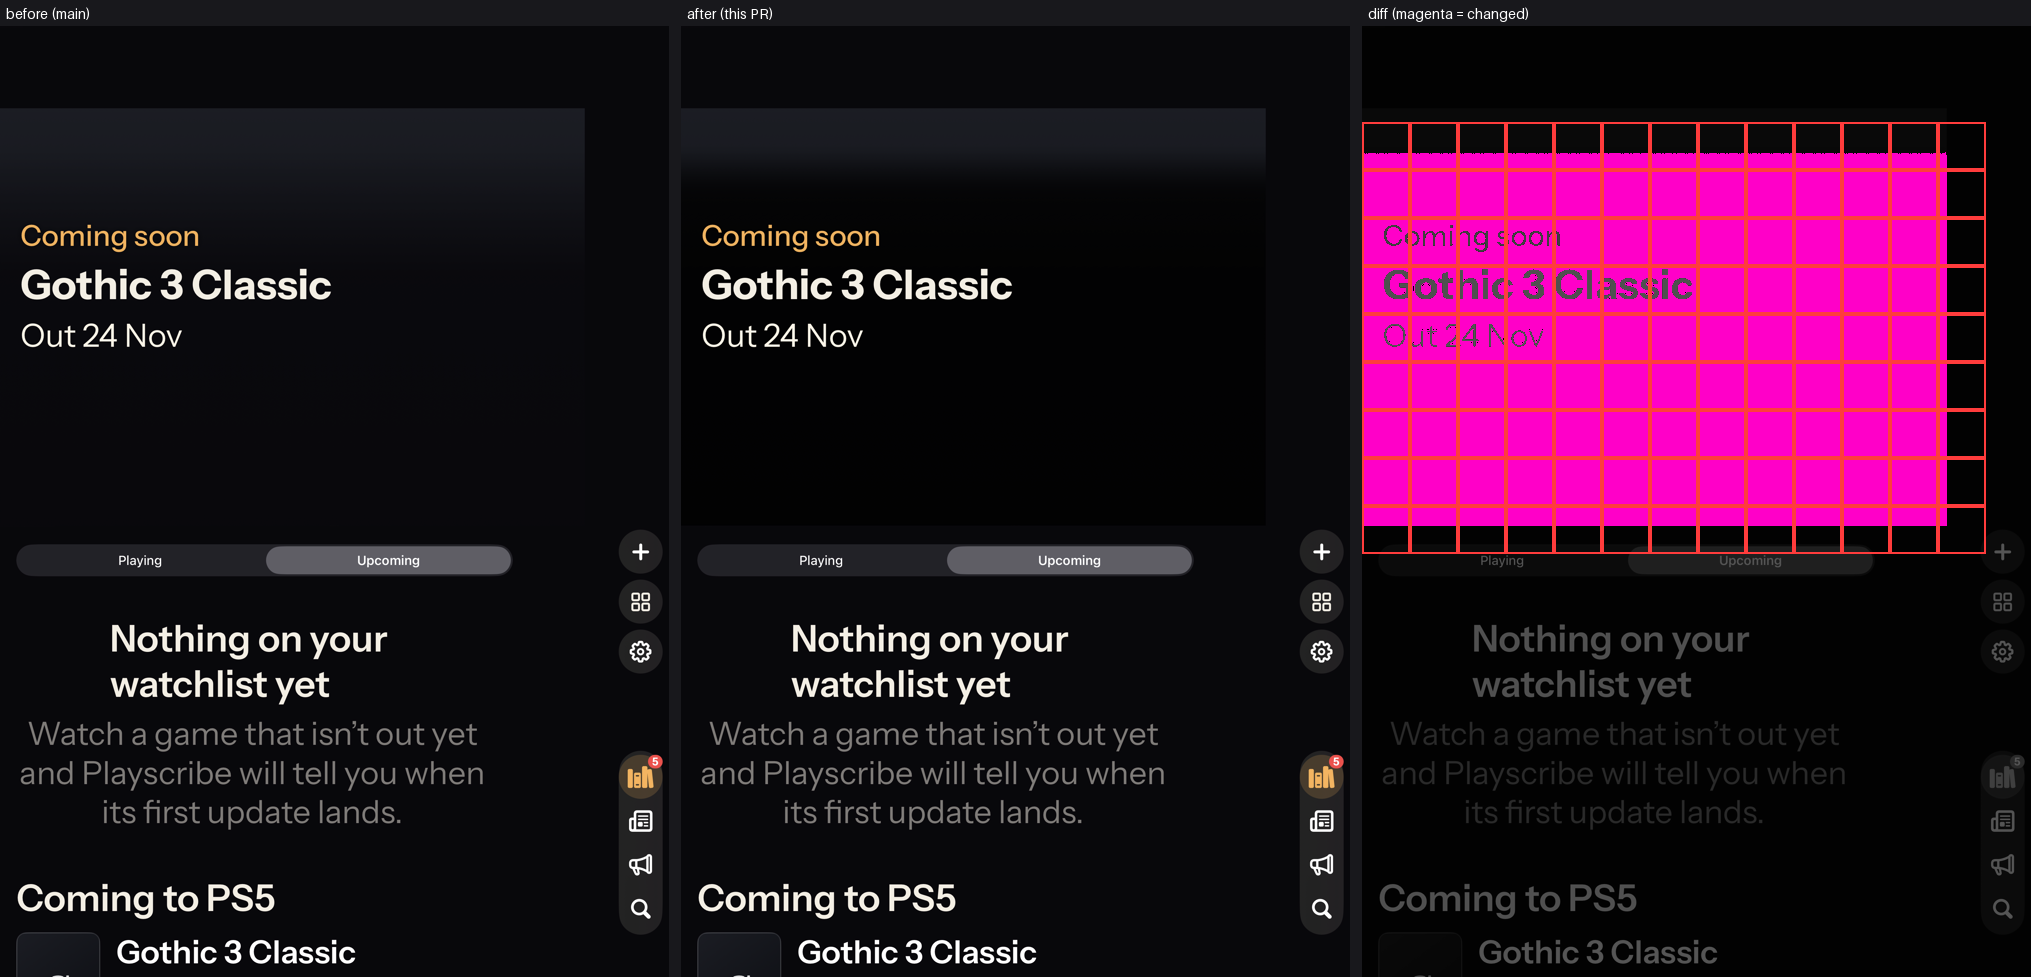 before (main)
Coming soon
Gothic 3 Classic
Out 24 Nov
Playing
Upcoming
Nothing on your
watchlist yet
Watch a game that isn’t out yet
and Playscribe will tell you when
its first update lands.
5
Coming to PS5
Gothic 3 Classic
after (this PR)
Coming soon
Gothic 3 Classic
Out 24 Nov
Playing
Upcoming
Nothing on your
watchlist yet
Watch a game that isn’t out yet
and Playscribe will tell you when
its first update lands.
5
Coming to PS5
Gothic 3 Classic
diff (magenta = changed)
Coming soon
Gothic 3 Classic
Out 24 Nov
Playing
Upcoming
Nothing on your
watchlist yet
Watch a game that isn’t out yet
and Playscribe will tell you when
its first update lands.
5
Coming to PS5
Gothic 3 Classic